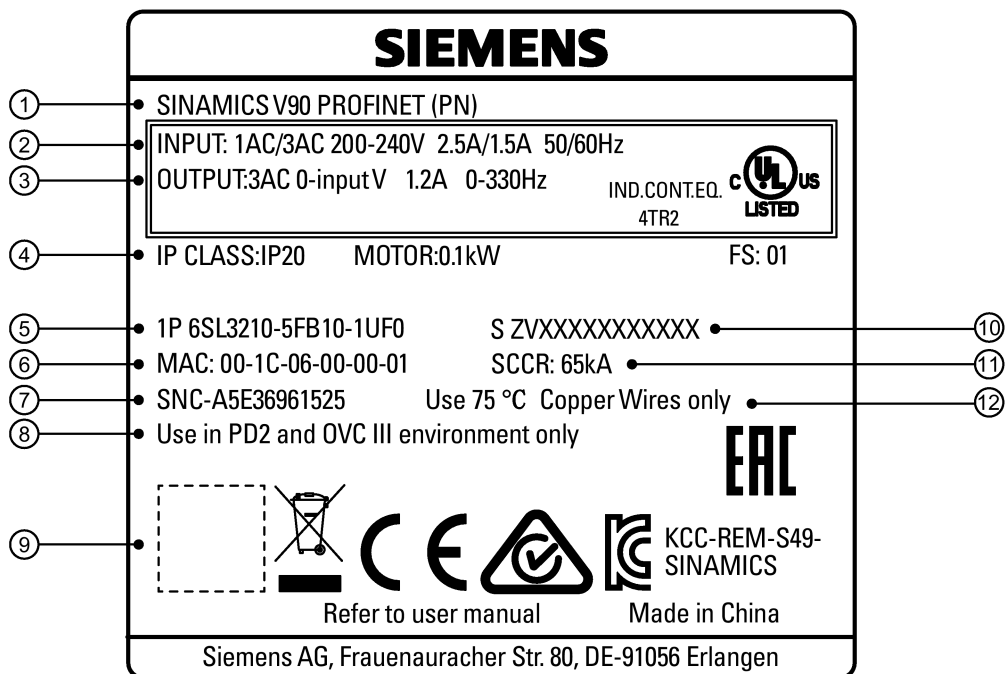 SIEMENS
① SINAMICS V90 PROFINET (PN)
② INPUT: 1AC/3AC 200-240V 2.5A/1.5A 50/60Hz
③ OUTPUT:3AC 0-input V 1.2A 0-330Hz
IND.CONT.EQ.
4TR2
C UL US
LISTED
④ IP CLASS:IP20 MOTOR:0.1kW FS: 01
⑤ 1P 6SL3210-5FB10-1UF0 S ZVXXXXXXXXXXX ⑩
⑥ MAC: 00-1C-06-00-00-01 SCCR: 65kA ⑪
⑦ SNC-A5E36961525 Use 75 °C Copper Wires only ⑫
⑧ Use in PD2 and OVC III environment only
EAC
⑨ CE KCC-REM-S49-
SINAMICS
Refer to user manual Made in China
Siemens AG, Frauenauracher Str. 80, DE-91056 Erlangen